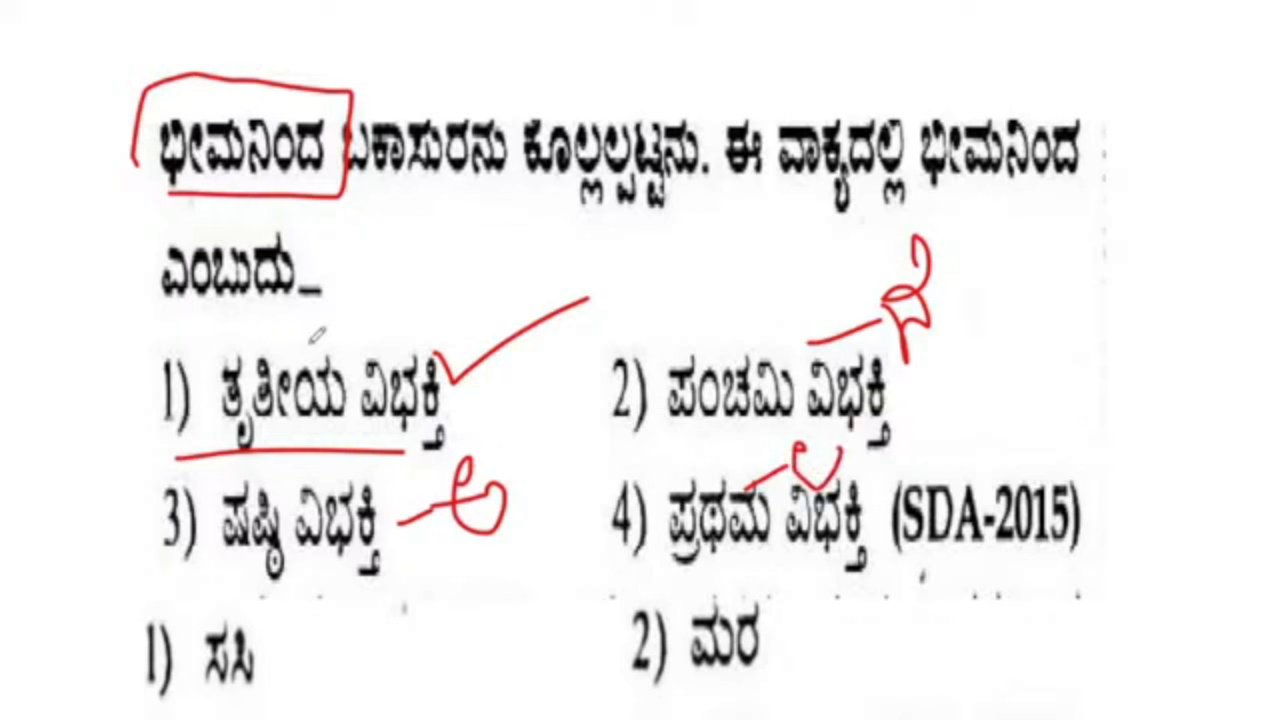 ಭೀಮನಿಂದ ಬಕಾಸುರನು ಕೊಲ್ಲಲ್ಪಟ್ಟನು. ಈ ವಾಕ್ಯದಲ್ಲಿ ಭೀಮನಿಂದ
ಎಂಬುದು_
1) ತೃತೀಯ ವಿಭಕ್ತಿ 2) ಪಂಚಮಿ ವಿಭಕ್ತಿ
3) ಷಷ್ಠಿ ವಿಭಕ್ತಿ – ಅ 4) ಪ್ರಥಮ ವಿಭಕ್ತಿ (SDA-2015)
1) ಸಸಿ 2) ಮರ